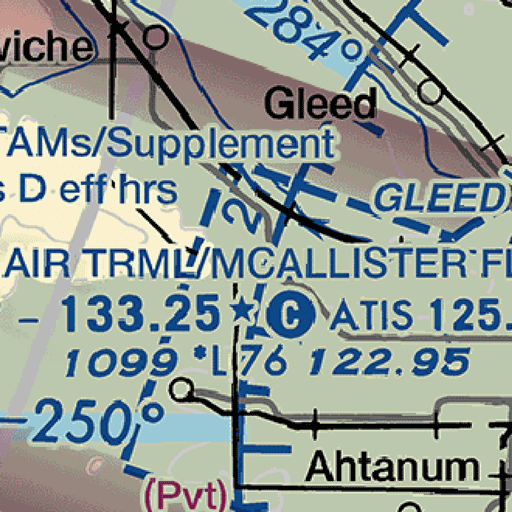 284°
wiche
Gleed
TAMs/Supplement
s D eff hrs
GLEED
2
AIR TRML/MCALLISTER FL
– 133.25 ★ C ATIS 125.
1099 *L 76 122.95
–250°
Ahtanum
(Pvt)